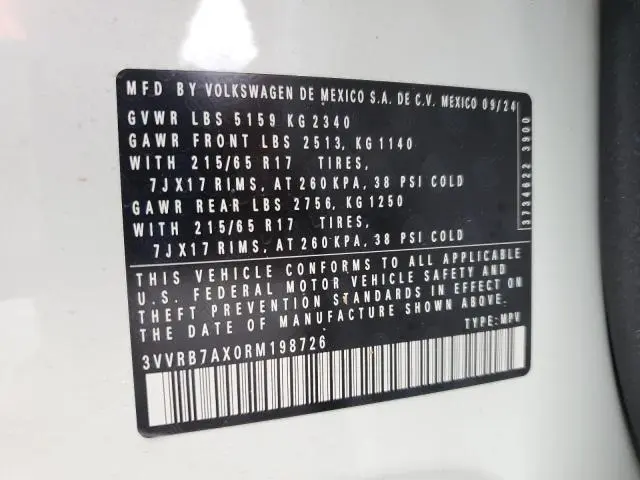 MFD BY VOLKSWAGEN DE MEXICO S.A. DE C.V. MEXICO 09/24
GVWR LBS 5159 KG 2340
GAWR FRONT LBS 2513, KG 1140
WITH 215/65 R17 TIRES,
7JX17 RIMS, AT 260 KPA, 38 PSI COLD
GAWR REAR LBS 2756, KG 1250
WITH 215/65 R17 TIRES,
7JX17 RIMS, AT 260 KPA, 38 PSI COLD
3734622 3900
THIS VEHICLE CONFORMS TO ALL APPLICABLE
U.S. FEDERAL MOTOR VEHICLE SAFETY AND
THEFT PREVENTION STANDARDS IN EFFECT ON
THE DATE OF MANUFACTURE SHOWN ABOVE.
TYPE: MPV
3VVRB7AX0RM198726